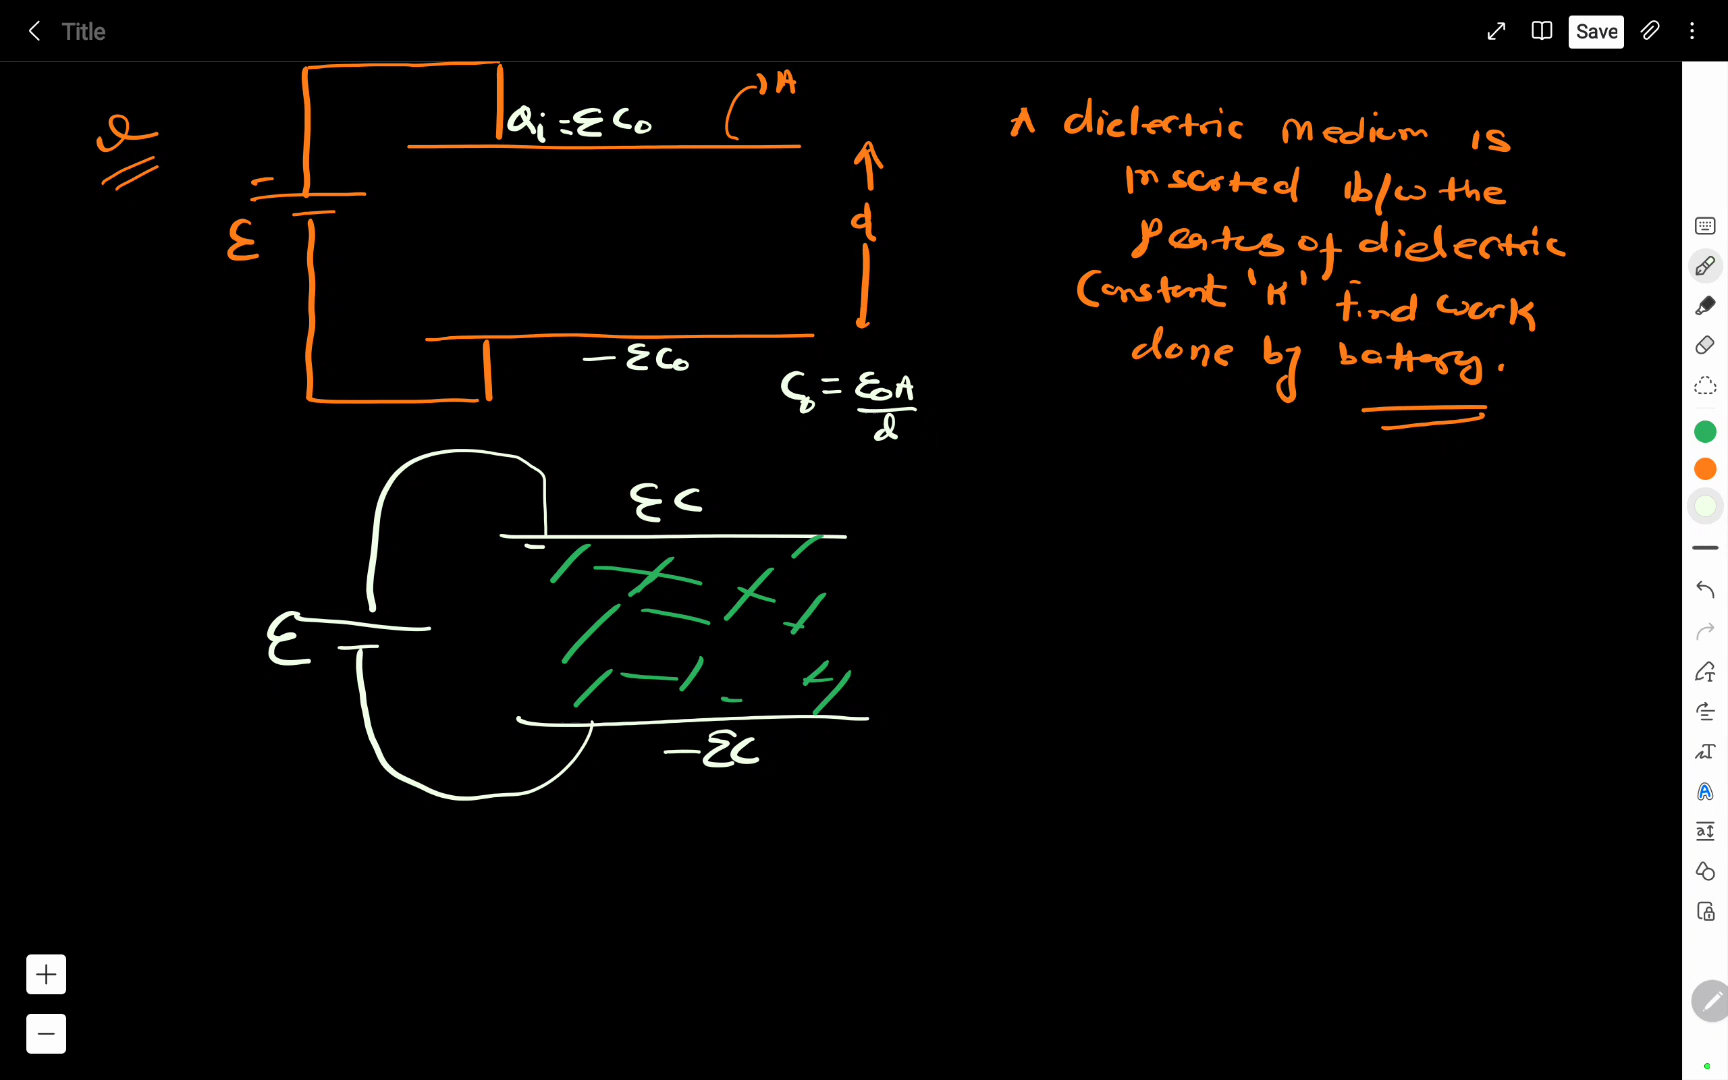 Title
Save
Q
A
Qi = εC₀
ε
d
-εC₀
C₀ = ε₀A/d
A dielectric medium is
Inserted b/w the
plates of dielectric
Constant 'K' find work
done by battery.
εC
ε
-εC